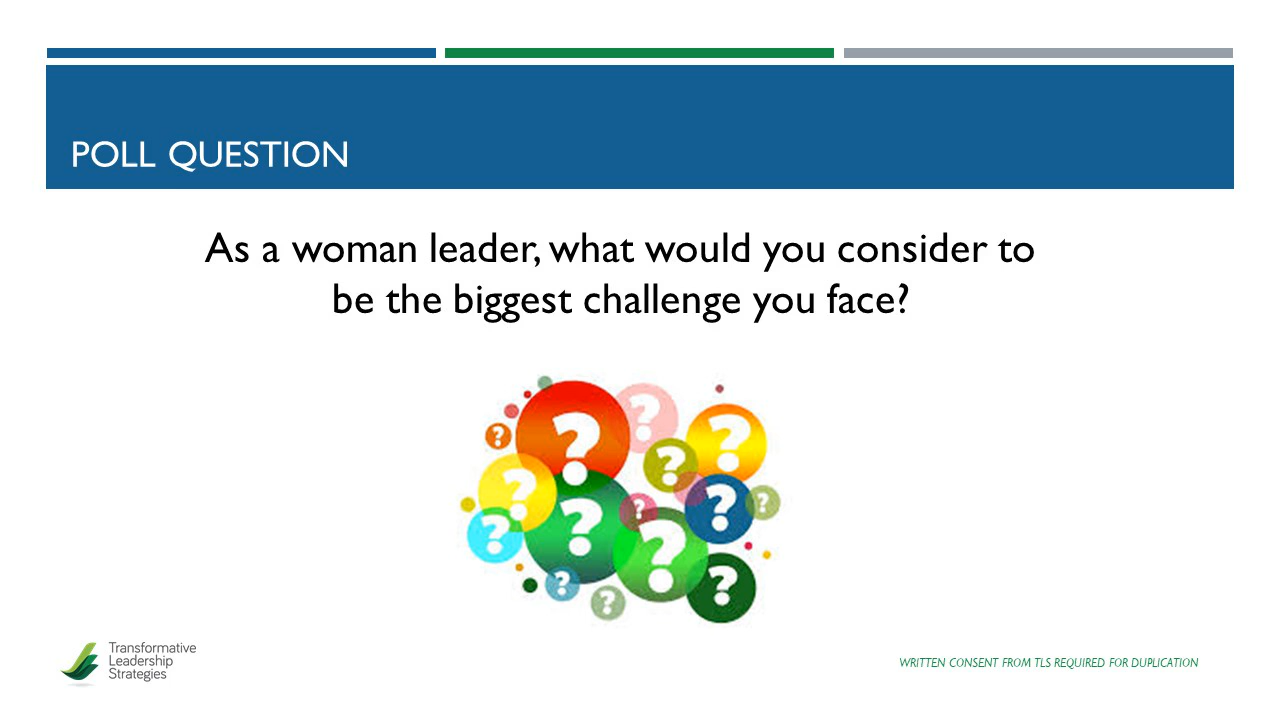 POLL QUESTION
As a woman leader, what would you consider to
be the biggest challenge you face?
? ? ? ? ? ? ? ? ? ? ? ? ? ? ?
Transformative
Leadership
Strategies
WRITTEN CONSENT FROM TLS REQUIRED FOR DUPLICATION